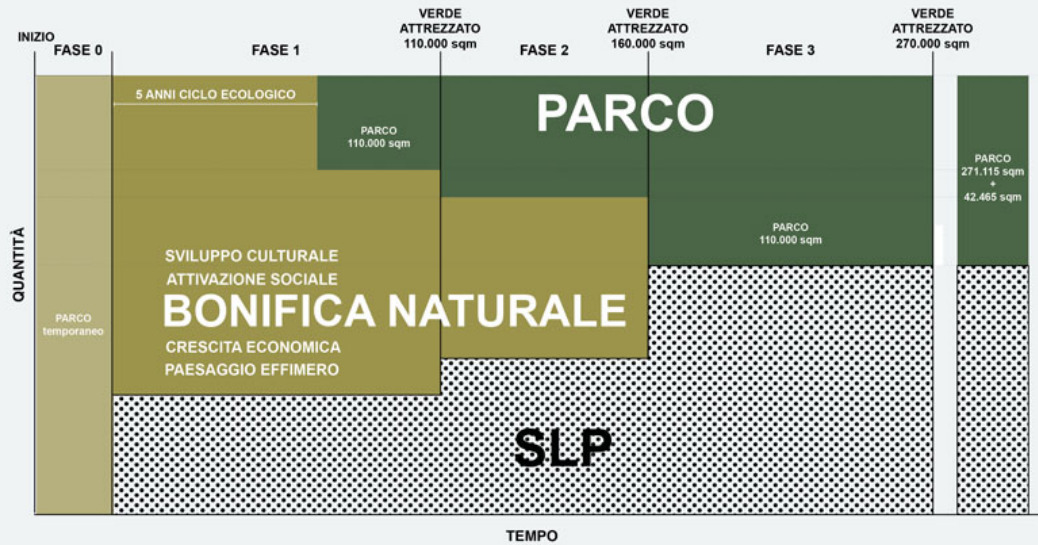 INIZIO
FASE 0
FASE 1
VERDE
ATTREZZATO
110.000 sqm
FASE 2
VERDE
ATTREZZATO
160.000 sqm
FASE 3
VERDE
ATTREZZATO
270.000 sqm
5 ANNI CICLO ECOLOGICO
PARCO
110.000 sqm
PARCO
PARCO
271.115 sqm
+
42.465 sqm
PARCO
110.000 sqm
QUANTITÀ
PARCO
temporaneo
SVILUPPO CULTURALE
ATTIVAZIONE SOCIALE
BONIFICA NATURALE
CRESCITA ECONOMICA
PAESAGGIO EFFIMERO
SLP
TEMPO